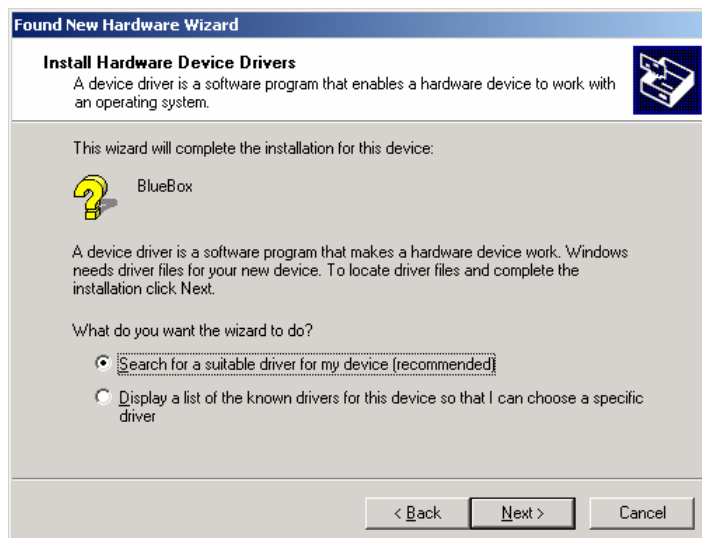 Found New Hardware Wizard
Install Hardware Device Drivers
A device driver is a software program that enables a hardware device to work with
an operating system.
This wizard will complete the installation for this device:
BlueBox
A device driver is a software program that makes a hardware device work. Windows
needs driver files for your new device. To locate driver files and complete the
installation click Next.
What do you want the wizard to do?
Search for a suitable driver for my device (recommended)
Display a list of the known drivers for this device so that I can choose a specific
driver
< Back
Next >
Cancel